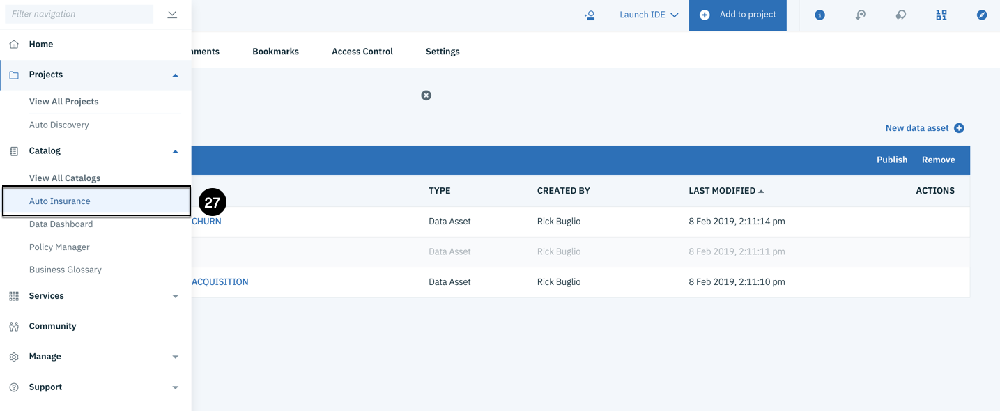 Filter navigation
Launch IDE
Add to project
Home
Bookmarks
Access Control
Settings
Projects
View All Projects
Auto Discovery
New data asset
Catalog
Publish
Remove
View All Catalogs
TYPE
CREATED BY
LAST MODIFIED
ACTIONS
Auto Insurance
27
CHURN
Data Asset
Rick Buglio
8 Feb 2019, 2:11:14 pm
Data Dashboard
Policy Manager
Data Asset
Rick Buglio
8 Feb 2019, 2:11:11 pm
Business Glossary
ACQUISITION
Data Asset
Rick Buglio
8 Feb 2019, 2:11:10 pm
Services
Community
Manage
Support